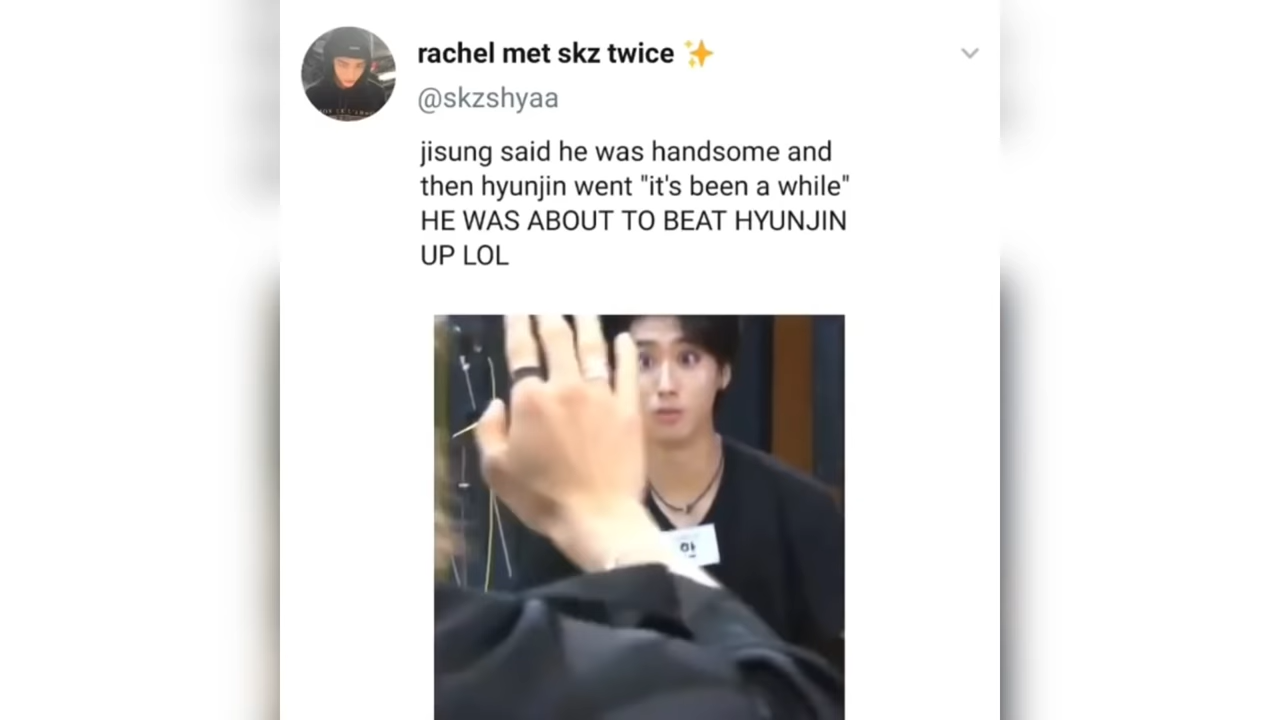 rachel met skz twice ✨
@skzshyaa
jisung said he was handsome and
then hyunjin went "it's been a while"
HE WAS ABOUT TO BEAT HYUNJIN
UP LOL